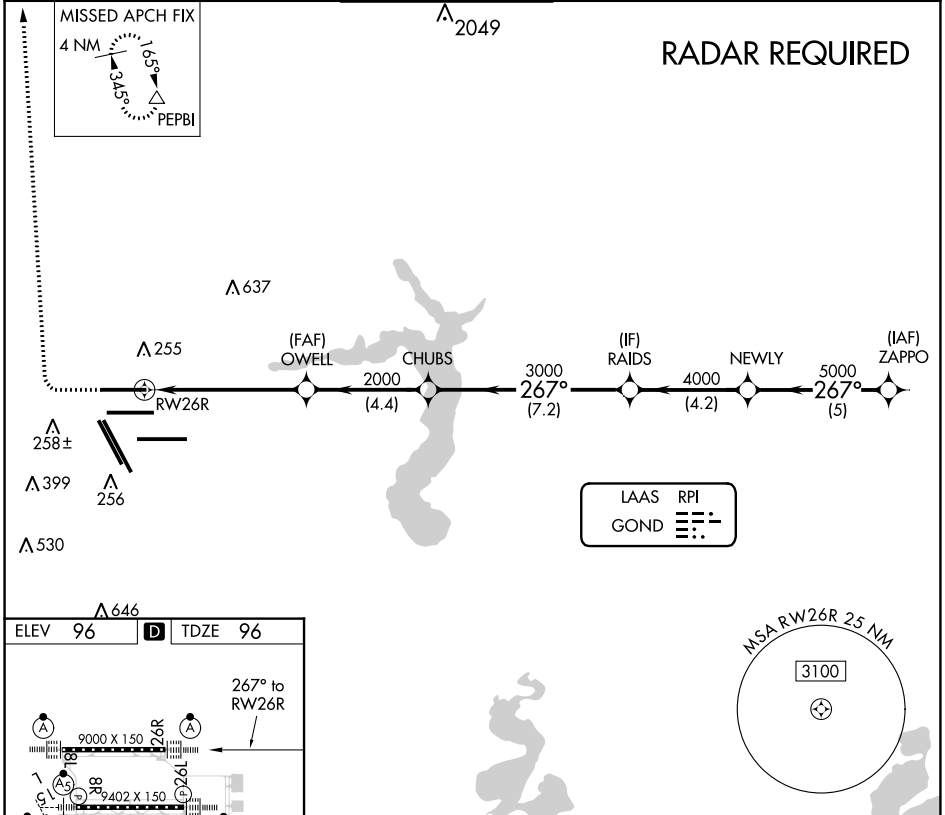 MISSED APCH FIX
4 NM
165°
345°
PEPBI
2049
RADAR REQUIRED
637
255
RW26R
258±
399
256
530
646
(FAF)
OWELL
2000
(4.4)
CHUBS
3000
267°
(7.2)
(IF)
RAIDS
4000
(4.2)
NEWLY
5000
267°
(5)
(IAF)
ZAPPO
LAAS RPI
GOND
MSA RW26R 25 NM
3100
ELEV 96 D TDZE 96
267° to
RW26R
A
A
9000 X 150
26R
8L
A5
8R
26L
P
P
9402 X 150
15L